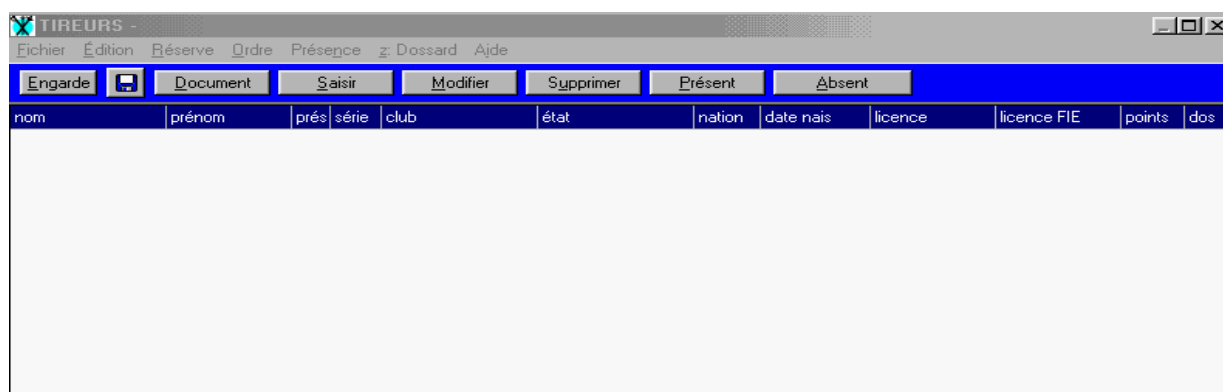 TIREURS -
Fichier Édition Réserve Ordre Présence z: Dossard Ajde
Engarde Document Saisir Modifier Supprimer Présent Absent
nom prénom prés série club état nation date nais licence licence FIE points dos